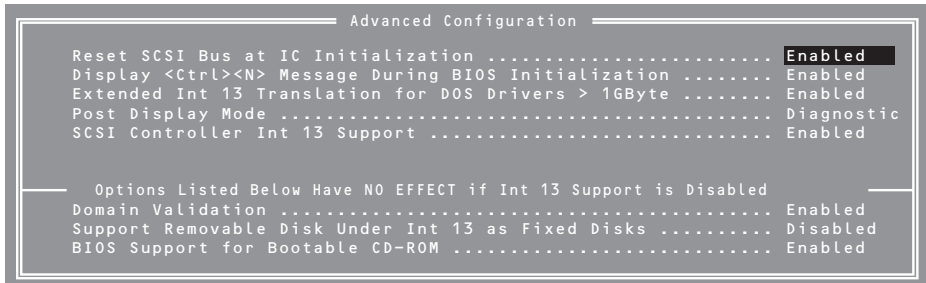 Advanced Configuration
Reset SCSI Bus at IC Initialization ......................... Enabled
Display <Ctrl><N> Message During BIOS Initialization ........ Enabled
Extended Int 13 Translation for DOS Drivers > 1GByte ........ Enabled
Post Display Mode ........................................... Diagnostic
SCSI Controller Int 13 Support .............................. Enabled
Options Listed Below Have NO EFFECT if Int 13 Support is Disabled
Domain Validation ........................................... Enabled
Support Removable Disk Under Int 13 as Fixed Disks .......... Disabled
BIOS Support for Bootable CD-ROM ............................ Enabled